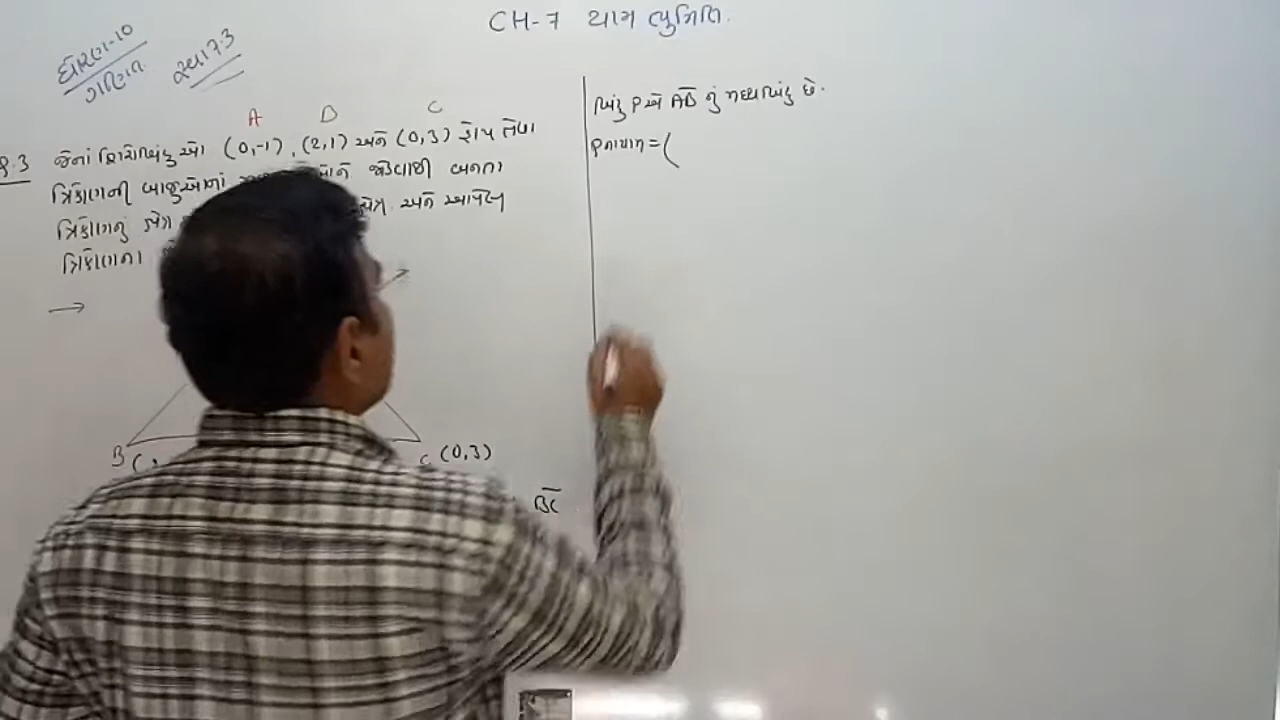 CH-7 યામ ભૂમિતિ.
ધોરણ-10
ગણિત
સ્વા 7.3
A B C
Q.3 જેનાં શિરોબિંદુઓ (0,-1), (2,1) અને (0,3) હોય તેવા
ત્રિકોણની બાજુઓનાં જોડવાથી બનતા
ત્રિકોણનું ક્ષેત્ર અને આપેલ
ત્રિકોણના
→
B (
C (0,3)
BC
બિંદુ P એ AB નું મધ્યબિંદુ છે.
P ના યામ = (